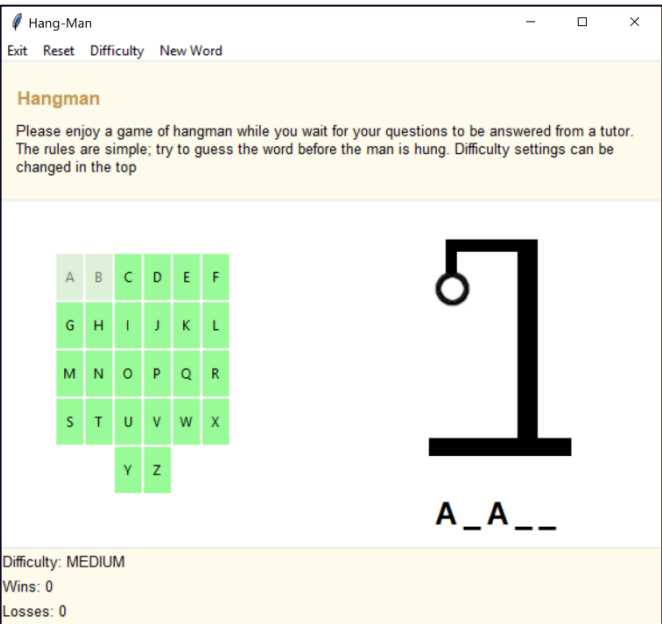 Hang-Man
Exit Reset Difficulty New Word
Hangman
Please enjoy a game of hangman while you wait for your questions to be answered from a tutor.
The rules are simple; try to guess the word before the man is hung. Difficulty settings can be
changed in the top
A B C D E F
G H I J K L
M N O P Q R
S T U V W X
Y Z
A _ A _ _
Difficulty: MEDIUM
Wins: 0
Losses: 0